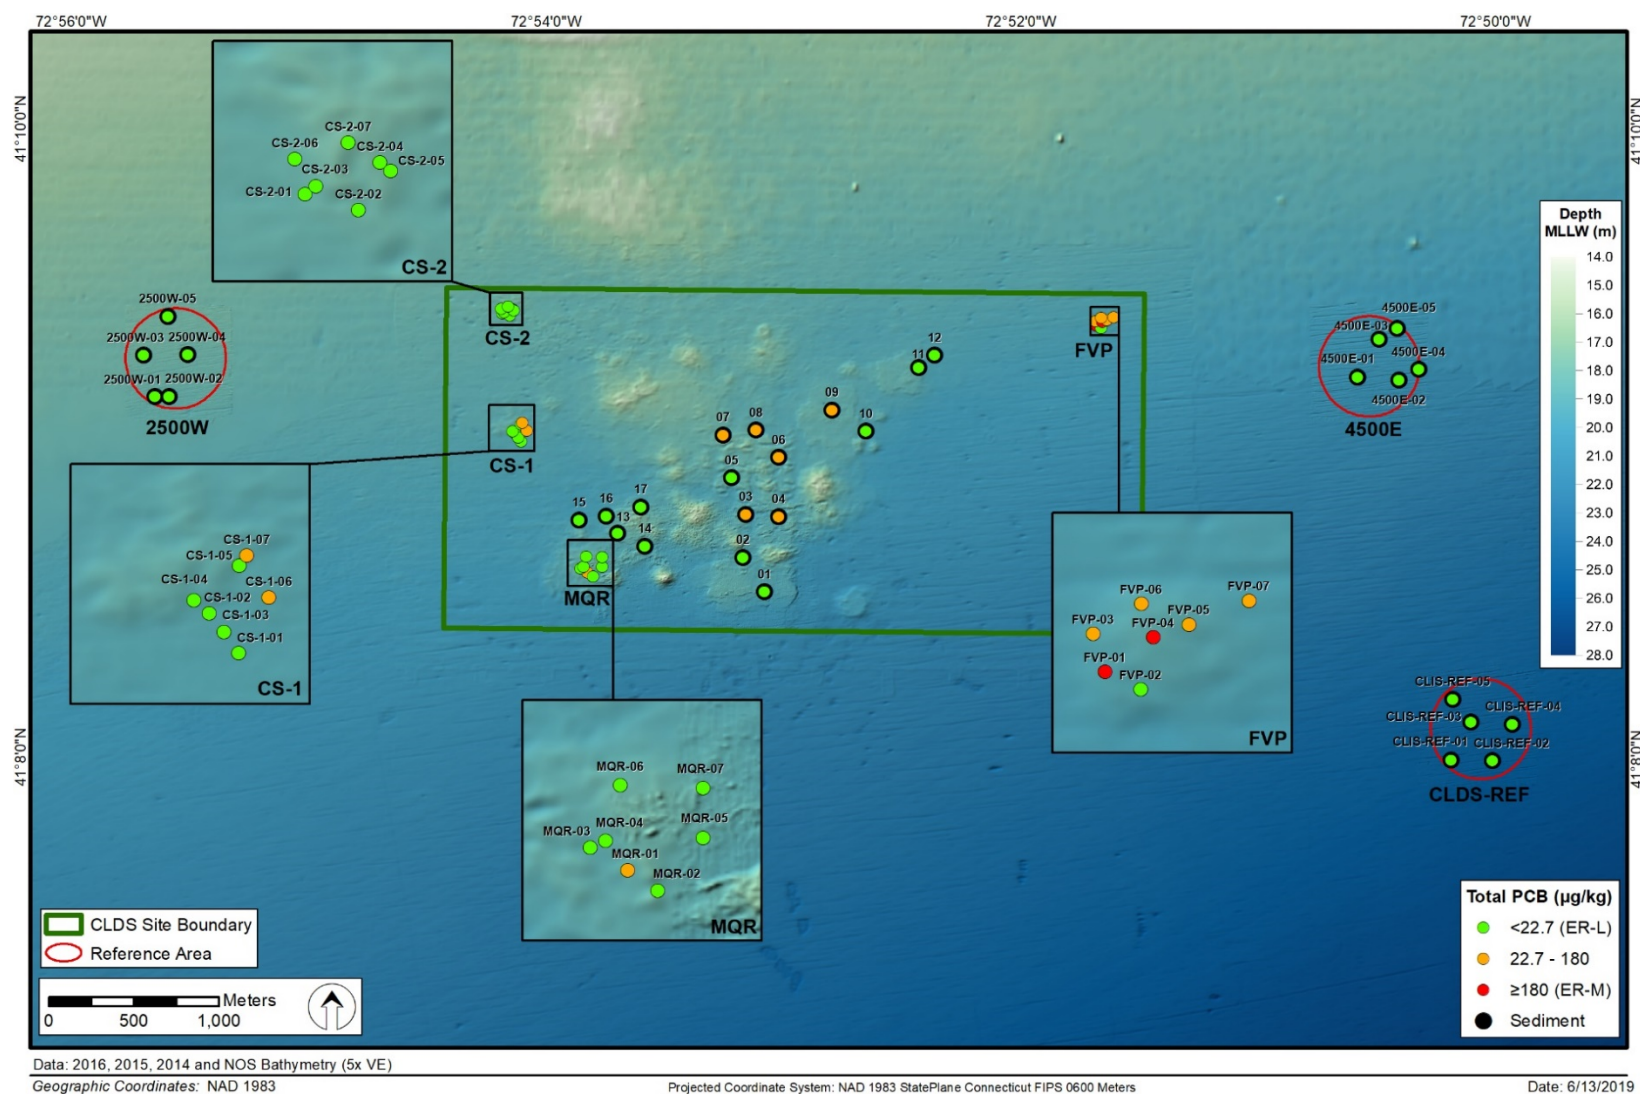 72°56'0"W
72°54'0"W
72°52'0"W
72°50'0"W
41°10'0"N
41°10'0"N
41°8'0"N
41°8'0"N
CS-2-07
CS-2-04
CS-2-06
CS-2-05
CS-2-03
CS-2-01
CS-2-02
CS-2
Depth
MLLW (m)
14.0
15.0
16.0
17.0
18.0
19.0
20.0
21.0
22.0
23.0
24.0
25.0
26.0
27.0
28.0
2500W-05
2500W-03
2500W-04
2500W-01
2500W-02
2500W
CS-2
FVP
12
11
4500E-05
4500E-03
4500E-01
4500E-04
4500E-02
4500E
09
10
07
08
06
05
03
04
02
01
CS-1
15
16
17
13
14
MQR
CS-1-07
CS-1-05
CS-1-04
CS-1-06
CS-1-02
CS-1-03
CS-1-01
CS-1
FVP-06
FVP-07
FVP-05
FVP-03
FVP-04
FVP-01
FVP-02
FVP
CLIS-REF-05
CLIS-REF-03
CLIS-REF-04
CLIS-REF-01
CLIS-REF-02
CLDS-REF
MQR-06
MQR-07
MQR-04
MQR-05
MQR-03
MQR-01
MQR-02
MQR
CLDS Site Boundary
Reference Area
Meters
0
500
1,000
Total PCB (µg/kg)
<22.7 (ER-L)
22.7 - 180
≥180 (ER-M)
Sediment
Data: 2016, 2015, 2014 and NOS Bathymetry (5x VE)
Geographic Coordinates: NAD 1983
Projected Coordinate System: NAD 1983 StatePlane Connecticut FIPS 0600 Meters
Date: 6/13/2019